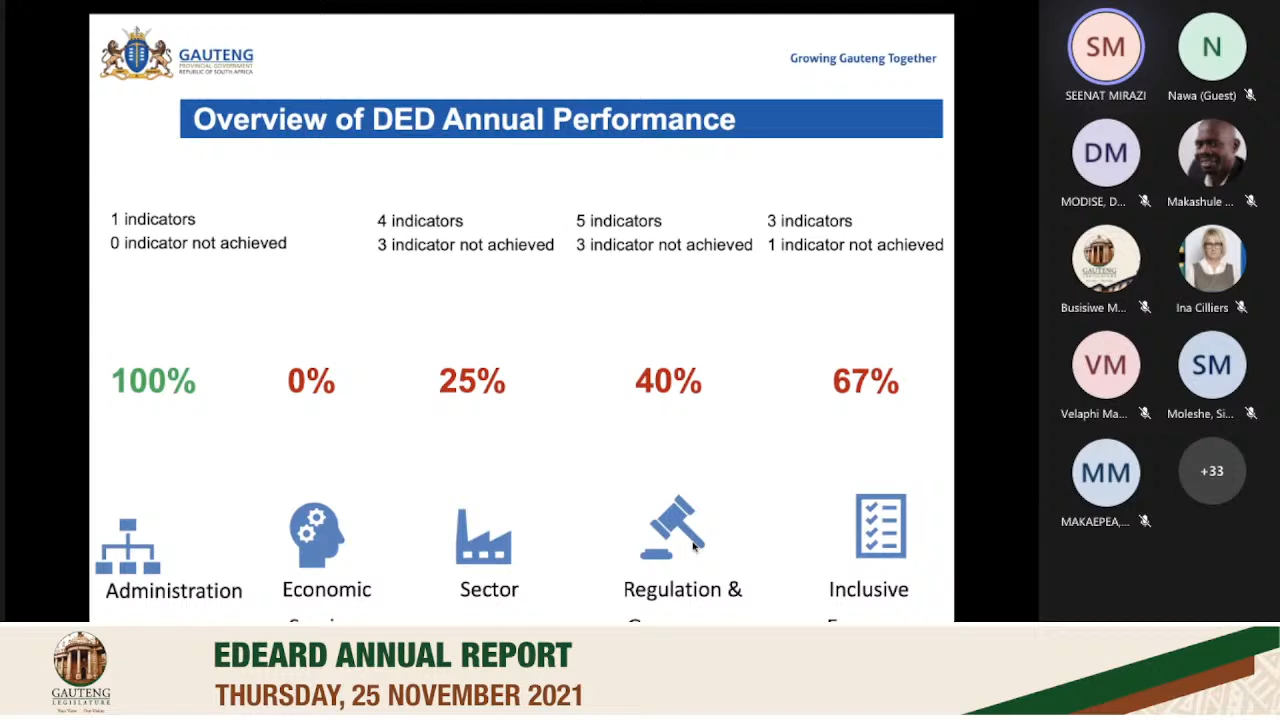 GAUTENG
PROVINCIAL GOVERNMENT
REPUBLIC OF SOUTH AFRICA
Growing Gauteng Together
Overview of DED Annual Performance
1 indicators
0 indicator not achieved
4 indicators
3 indicator not achieved
5 indicators
3 indicator not achieved
3 indicators
1 indicator not achieved
100%
0%
25%
40%
67%
Administration
Economic
Sector
Regulation &
Inclusive
SM
SEENAT MIRAZI
N
Nawa (Guest)
DM
MODISE, D...
Makashule ...
GAUTENG
Busisiwe M...
Ina Cilliers
VM
Velaphi Ma...
SM
Moleshe, Si...
MM
MAKAEPEA,...
+33
GAUTENG
LEGISLATURE
EDEARD ANNUAL REPORT
THURSDAY, 25 NOVEMBER 2021